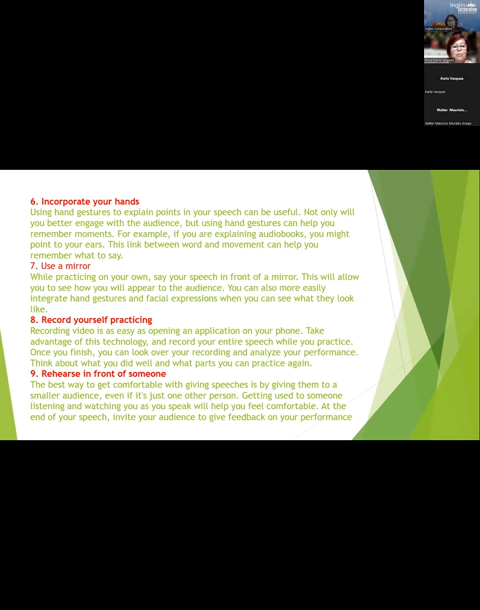 Inglés
Corporativo
Karla Vasquez
Karla Vasquez
Walter Mauricio...
6. Incorporate your hands
Using hand gestures to explain points in your speech can be useful. Not only will
you better engage with the audience, but using hand gestures can help you
remember moments. For example, if you are explaining audiobooks, you might
point to your ears. This link between word and movement can help you
remember what to say.
7. Use a mirror
While practicing on your own, say your speech in front of a mirror. This will allow
you to see how you will appear to the audience. You can also more easily
integrate hand gestures and facial expressions when you can see what they look
like.
8. Record yourself practicing
Recording video is as easy as opening an application on your phone. Take
advantage of this technology, and record your entire speech while you practice.
Once you finish, you can look over your recording and analyze your performance.
Think about what you did well and what parts you can practice again.
9. Rehearse in front of someone
The best way to get comfortable with giving speeches is by giving them to a
smaller audience, even if it's just one other person. Getting used to someone
listening and watching you as you speak will help you feel comfortable. At the
end of your speech, invite your audience to give feedback on your performance